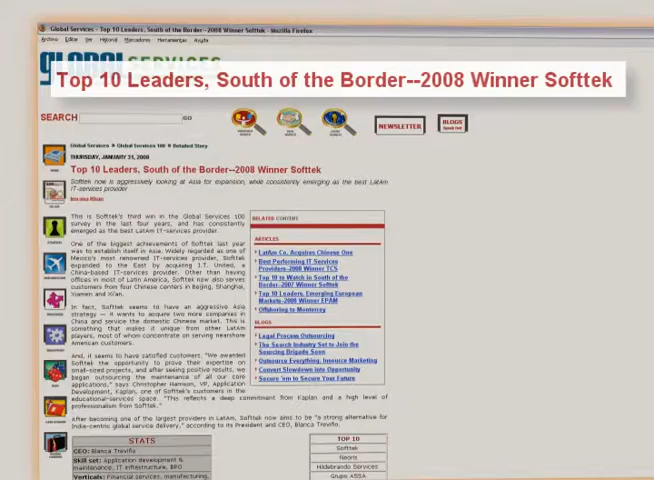 Global Services - Top 10 Leaders, South of the Border--2008 Winner Softtek - Mozilla Firefox
Archivo Editar Ver Historial Marcadores Herramientas Ayuda
GLOBAL SERVICES
Top 10 Leaders, South of the Border--2008 Winner Softtek
SEARCH GO
NEWSLETTER
BLOGS
Global Services > Global Services 100 > Detailed Story
THURSDAY, JANUARY 31, 2008
Top 10 Leaders, South of the Border--2008 Winner Softtek
Softtek now is aggressively looking at Asia for expansion, while consistently emerging as the best LatAm
IT-services provider
Imrana Khan
This is Softtek's third win in the Global Services 100
survey in the last four years, and has consistently
emerged as the best LatAm IT-services provider.
One of the biggest achievements of Softtek last year
was to establish itself in Asia. Widely regarded as one of
Mexico's most renowned IT-services provider, Softtek
expanded to the East by acquiring I.T. United, a
China-based IT-services provider. Other than having
offices in most of Latin America, Softtek now also serves
customers from four Chinese centers in Beijing, Shanghai,
Yiamen and Xi'an.
In fact, Softtek seems to have an aggressive Asia
strategy — it wants to acquire two more companies in
China and service the domestic Chinese market. This is
something that makes it unique from other LatAm
players, most of whom concentrate on serving nearshore
American customers.
And, it seems to have satisfied customers. "We awarded
Softtek the opportunity to prove their expertise on
small-sized projects, and after seeing positive results, we
began outsourcing the maintenance of all our core
applications," says Christopher Harrison, VP, Application
Development, Kaplan, one of Softtek's customers in the
educational-services space. "This reflects a deep commitment from Kaplan and a high level of
professionalism from Softtek."
After becoming one of the largest providers in LatAm, Softtek now aims to be "a strong alternative for
India-centric global service delivery," according to its President and CEO, Blanca Treviño.
RELATED CONTENT
ARTICLES
LatAm Co. Acquires Chinese One
Best Performing IT Services
Providers-2008 Winner TCS
Top 10 to Watch in South of the
Border-2007 Winner Softtek
Top 10 Leaders, Emerging European
Markets-2008 Winner EPAM
Offshoring to Monterrey
BLOGS
Legal Process Outsourcing
The Search Industry Set to Join the
Sourcing Brigade Soon
Outsource Everything, Insource Marketing
Convert Slowdown into Opportunity
Secure 'em to Secure Your Future
STATS
CEO: Blanca Treviño
Skill set: Application development &
maintenance, IT infrastructure, BPO
Verticals: Financial services, manufacturing,
TOP 10
Softtek
Neoris
Hildebrando Services
Grupo ASSA